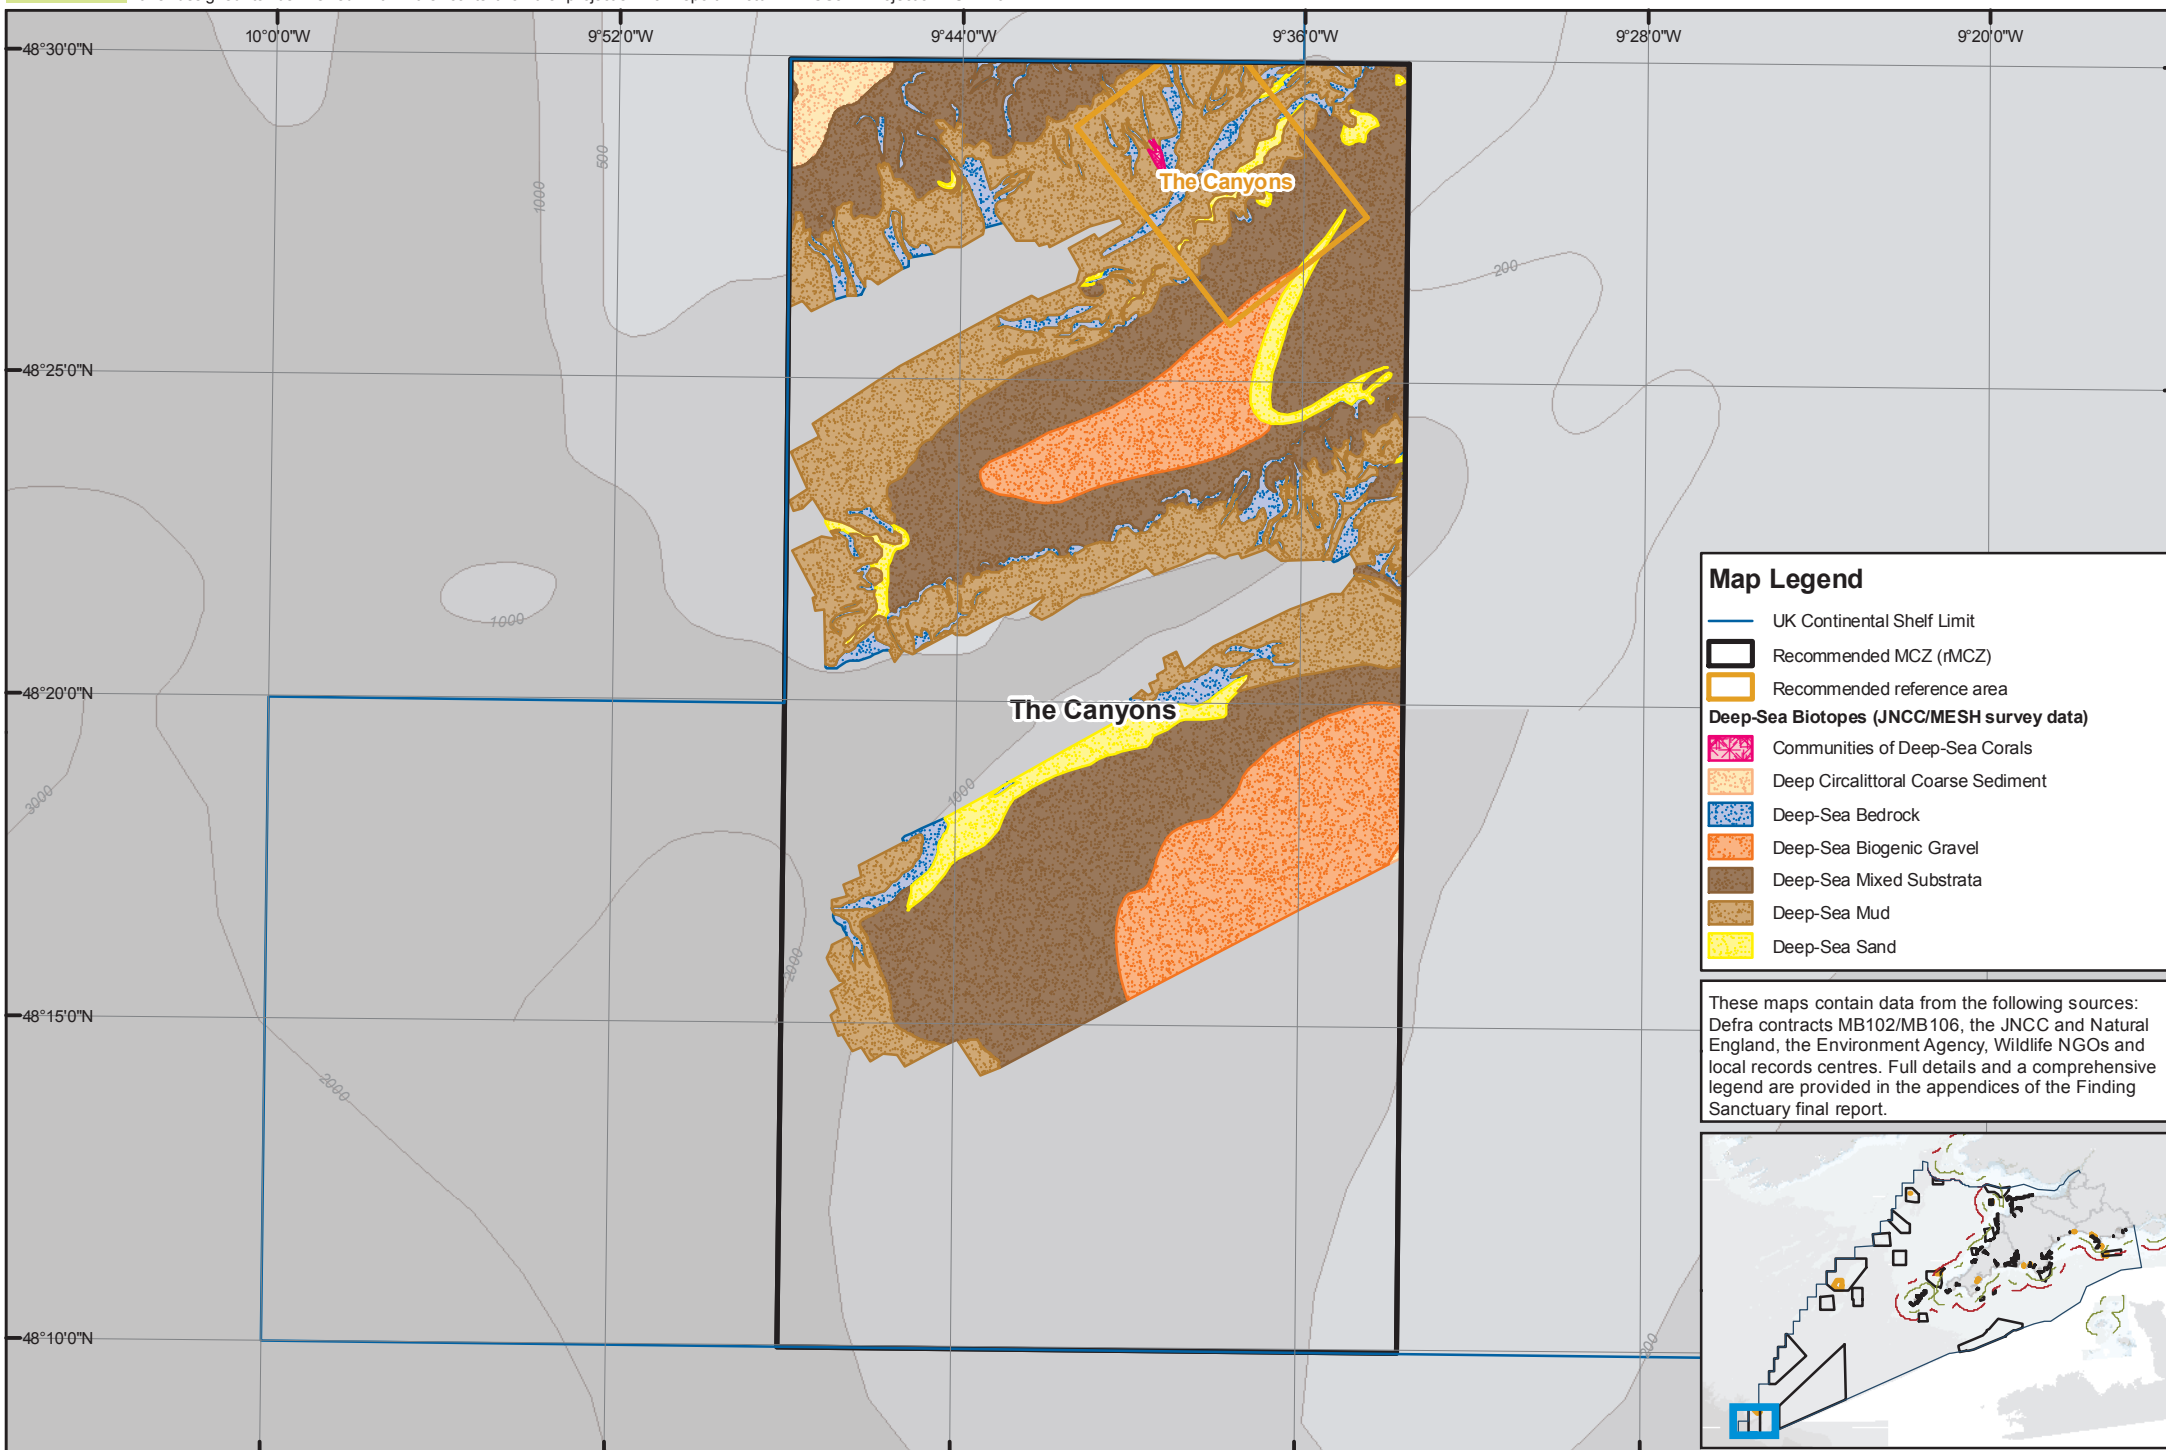 10°0'0"W
9°52'0"W
9°44'0"W
9°36'0"W
9°28'0"W
9°20'0"W
48°30'0"N
48°25'0"N
48°20'0"N
48°15'0"N
48°10'0"N
500
1000
200
The Canyons
1000
The Canyons
1000
3000
2000
2000
Map Legend
UK Continental Shelf Limit
Recommended MCZ (rMCZ)
Recommended reference area
Deep-Sea Biotopes (JNCC/MESH survey data)
Communities of Deep-Sea Corals
Deep Circalittoral Coarse Sediment
Deep-Sea Bedrock
Deep-Sea Biogenic Gravel
Deep-Sea Mixed Substrata
Deep-Sea Mud
Deep-Sea Sand
These maps contain data from the following sources:
Defra contracts MB102/MB106, the JNCC and Natural
England, the Environment Agency, Wildlife NGOs and
local records centres. Full details and a comprehensive
legend are provided in the appendices of the Finding
Sanctuary final report.